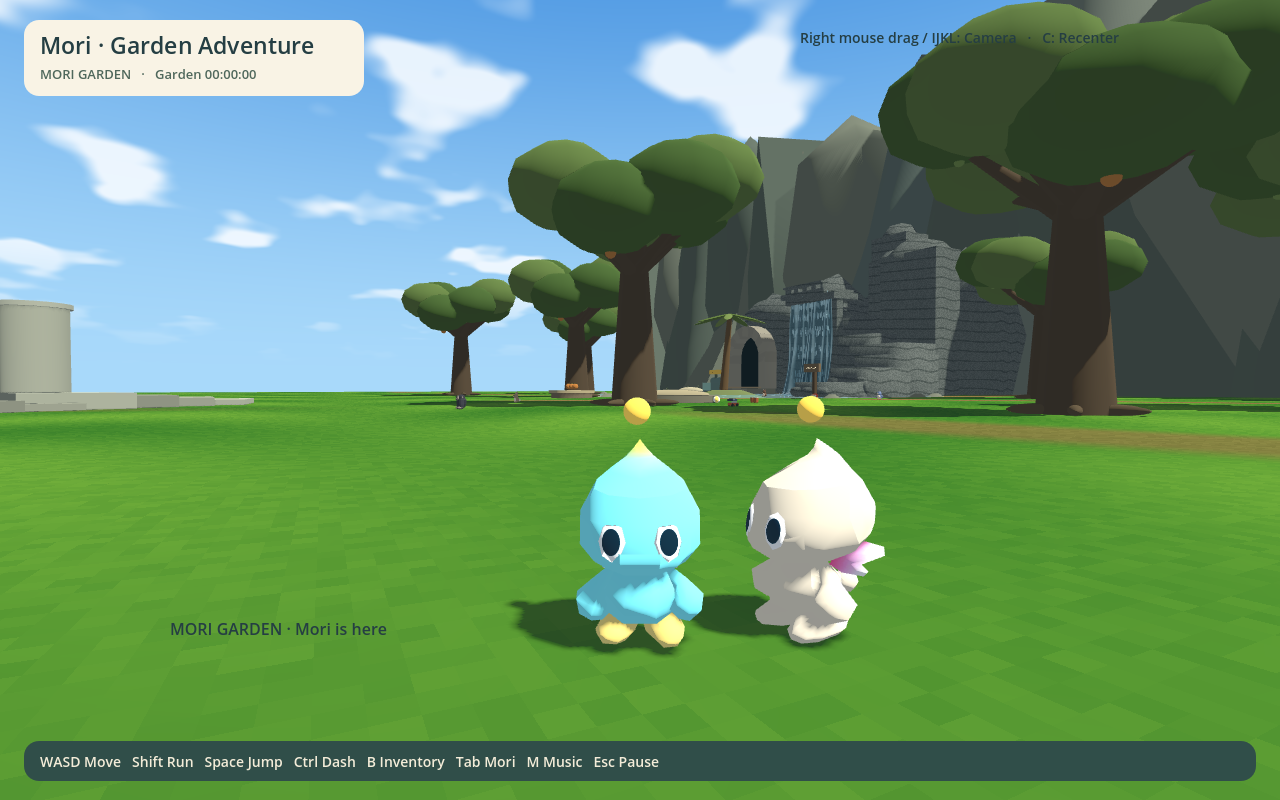 Mori · Garden Adventure
MORI GARDEN · Garden 00:00:00
Right mouse drag / IJKL: Camera · C: Recenter
MORI GARDEN · Mori is here
WASD Move Shift Run Space Jump Ctrl Dash B Inventory Tab Mori M Music Esc Pause